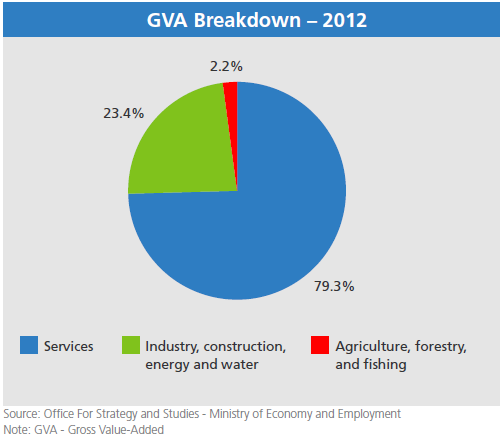 GVA Breakdown – 2012
2.2%
23.4%
79.3%
Services
Industry, construction,
energy and water
Agriculture, forestry,
and fishing
Source: Office For Strategy and Studies - Ministry of Economy and Employment
Note: GVA - Gross Value-Added